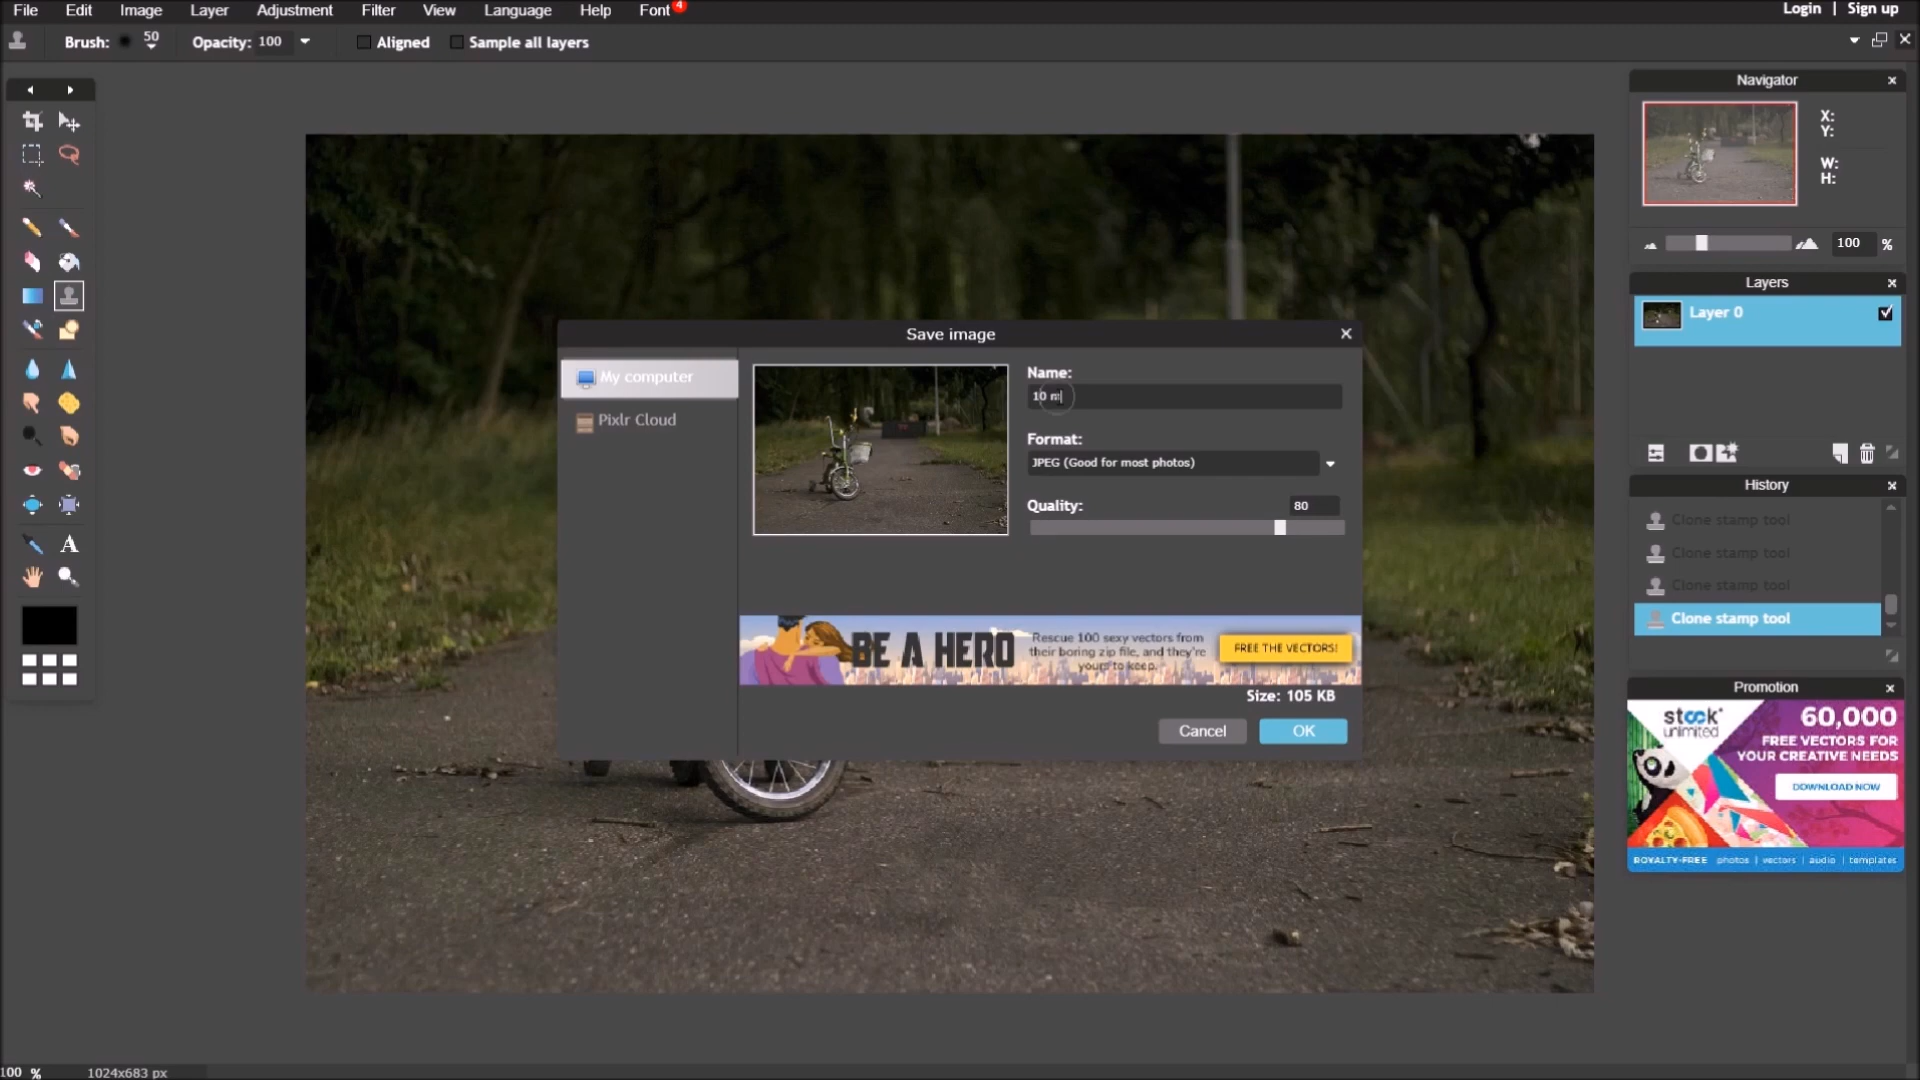 File Edit Image Layer Adjustment Filter View Language Help Font 4 Login | Sign up
Brush: 50 Opacity: 100 Aligned Sample all layers
Navigator
X:
Y:
W:
H:
100 %
Layers
Layer 0
History
Clone stamp tool
Clone stamp tool
Clone stamp tool
Clone stamp tool
Save image
My computer
Pixlr Cloud
Name:
10 m
Format:
JPEG (Good for most photos)
Quality: 80
BE A HERO
Rescue 100 sexy vectors from
their boring zip file, and they're
yours to keep.
FREE THE VECTORS!
Size: 105 KB
Cancel OK
Promotion
stock
unlimited
60,000
FREE VECTORS FOR
YOUR CREATIVE NEEDS
DOWNLOAD NOW
ROYALTY-FREE photos | vectors | audio | templates
100 % 1024x683 px